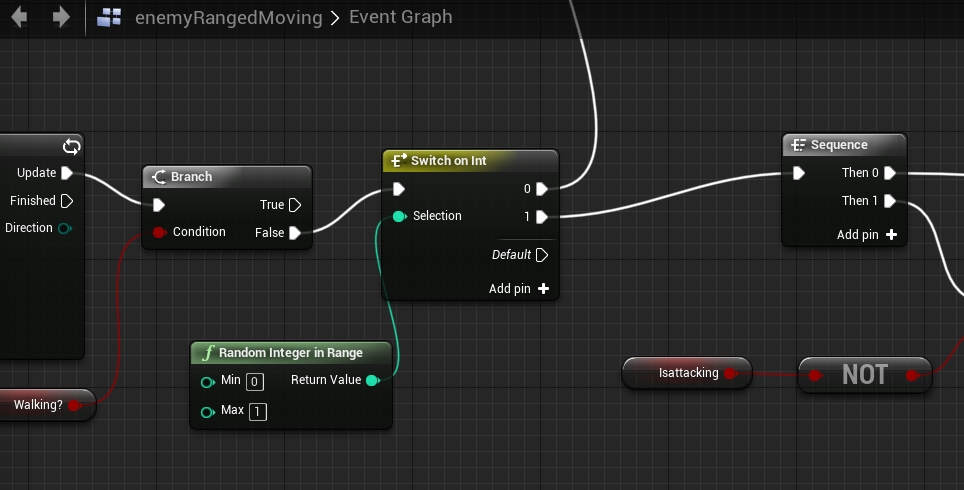 enemyRangedMoving > Event Graph
Update
Finished
Direction
Walking?
Branch
True
Condition
False
Random Integer in Range
Min 0
Return Value
Max 1
Switch on Int
0
Selection
1
Default
Add pin +
Sequence
Then 0
Then 1
Add pin +
Isattacking
NOT